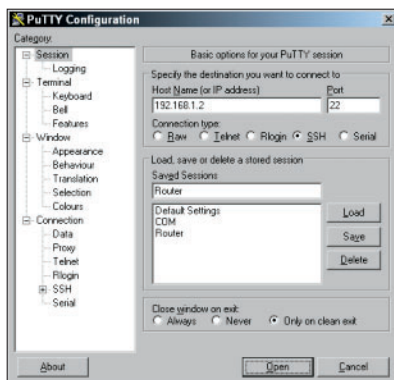 PuTTY Configuration
Category:
Session
Logging
Terminal
Keyboard
Bell
Features
Window
Appearance
Behaviour
Translation
Selection
Colours
Connection
Data
Proxy
Telnet
Rlogin
SSH
Serial
Basic options for your PuTTY session
Specify the destination you want to connect to
Host Name (or IP address) Port
192.168.1.2 22
Connection type:
Raw Telnet Rlogin SSH Serial
Load, save or delete a stored session
Saved Sessions
Router
Default Settings
COM
Router
Load
Save
Delete
Close window on exit:
Always Never Only on clean exit
About Open Cancel